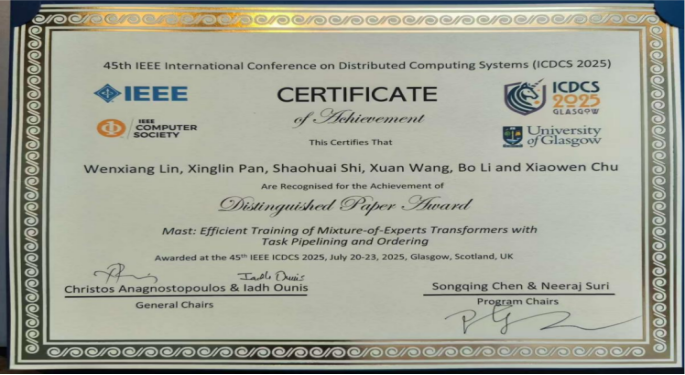 45th IEEE International Conference on Distributed Computing Systems (ICDCS 2025)
IEEE
CERTIFICATE
ICDCS
2025
GLASGOW
IEEE
COMPUTER
SOCIETY
of Achievement
University
of Glasgow
This Certifies That
Wenxiang Lin, Xinglin Pan, Shaohuai Shi, Xuan Wang, Bo Li and Xiaowen Chu
Are Recognised for the Achievement of
Distinguished Paper Award
Mast: Efficient Training of Mixture-of-Experts Transformers with
Task Pipelining and Ordering
Awarded at the 45th IEEE ICDCS 2025, July 20-23, 2025, Glasgow, Scotland, UK
Iadh Ounis
Christos Anagnostopoulos & Iadh Ounis
Songqing Chen & Neeraj Suri
General Chairs
Program Chairs